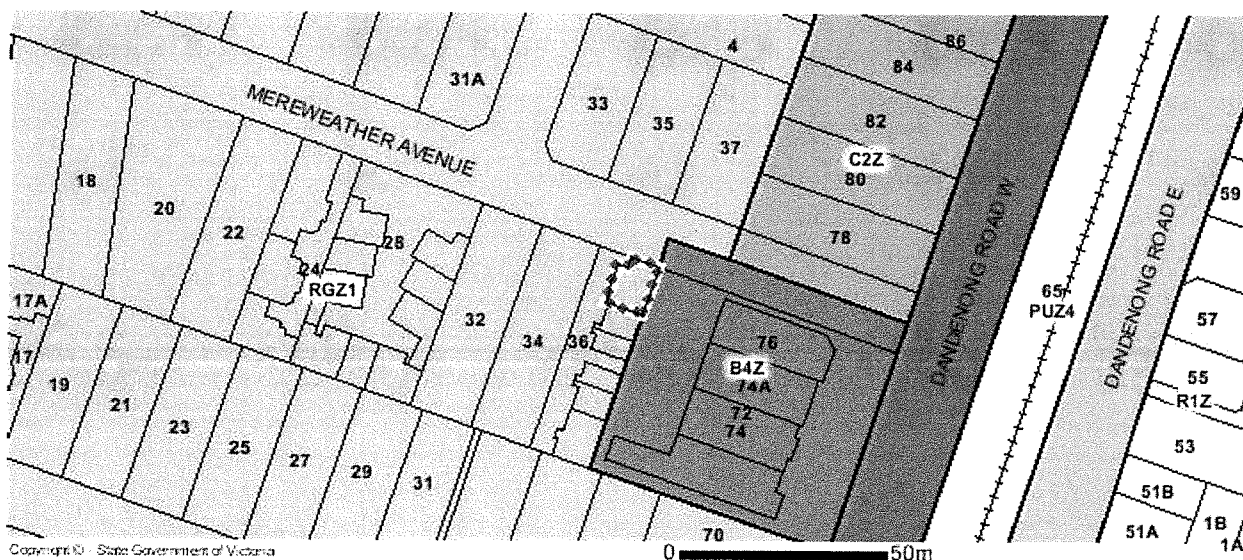 86
4
84
31A
MEREWEATHER AVENUE
33
35
82
C2Z
37
80
18
59
20
DANDENONG ROAD W
DANDENONG ROAD E
22
28
78
24
RGZ1
65
PUZ4
17A
32
57
34
36
76
B4Z
74A
17
19
55
R1Z
21
72
74
23
53
25
27
29
31
51B
1B
70
51A
1A
Copyright © - State Government of Victoria
0
50m